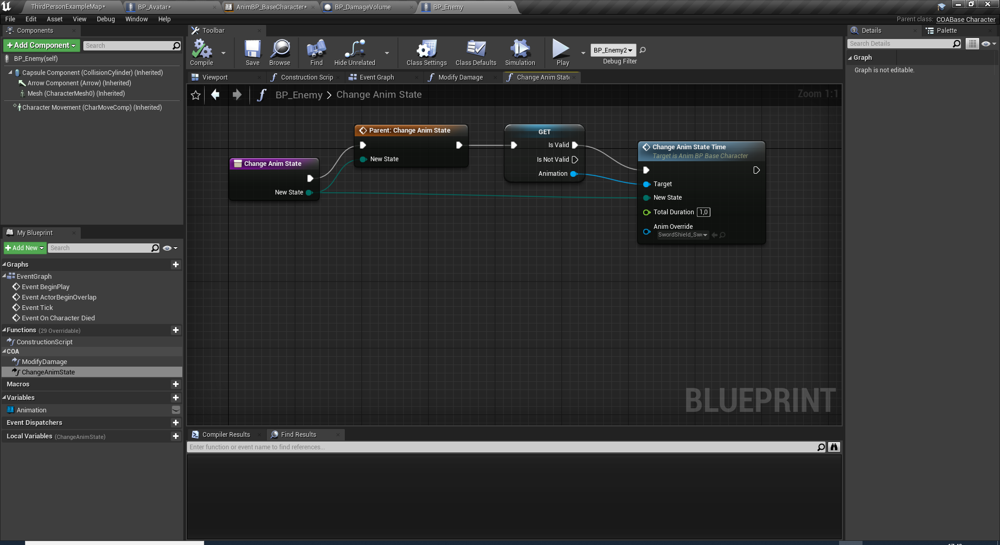 ThirdPersonExampleMap*
BP_Avatar*
AnimBP_BaseCharacter*
BP_DamageVolume
BP_Enemy
File Edit Asset View Debug Window Help
Parent class: COABase Character
Components
Add Component
Search
BP_Enemy(self)
Capsule Component (CollisionCylinder) (Inherited)
Arrow Component (Arrow) (Inherited)
Mesh (CharacterMesh0) (Inherited)
Character Movement (CharMoveComp) (Inherited)
My Blueprint
Add New
Search
Graphs
EventGraph
Event BeginPlay
Event ActorBeginOverlap
Event Tick
Event On Character Died
Functions (29 Overridable)
ConstructionScript
COA
ModifyDamage
ChangeAnimState
Macros
Variables
Animation
Event Dispatchers
Local Variables (ChangeAnimState)
Toolbar
Compile
Save
Browse
Find
Hide Unrelated
Class Settings
Class Defaults
Simulation
Play
BP_Enemy2
Debug Filter
Viewport
Construction Scrip
Event Graph
Modify Damage
Change Anim Stat
BP_Enemy > Change Anim State
Zoom 1:1
Change Anim State
New State
Parent: Change Anim State
New State
GET
Is Valid
Is Not Valid
Animation
Change Anim State Time
Target is Anim BP Base Character
Target
New State
Total Duration 1,0
Anim Override
SwordShield_Sw
BLUEPRINT
Compiler Results
Find Results
Enter function or event name to find references...
Details
Palette
Search Details
Graph
Graph is not editable.